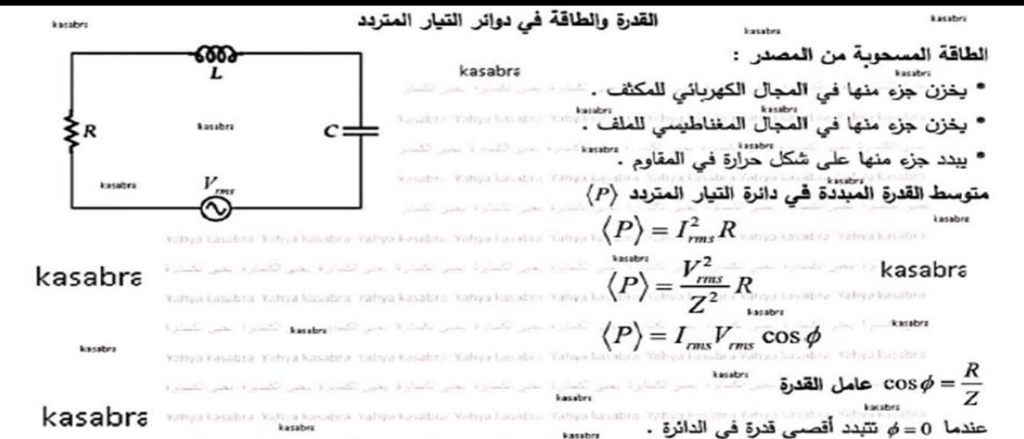 القدرة والطاقة في دوائر التيار المتردد
الطاقة المسحوبة من المصدر :
• يخزن جزء منها في المجال الكهربائي للمكثف .
• يخزن جزء منها في المجال المغناطيسي للملف .
• يبدد جزء منها على شكل حرارة في المقاوم .
متوسط القدرة المبددة في دائرة التيار المتردد ⟨P⟩
⟨P⟩ = I²rms R
⟨P⟩ = V²rms / Z² R
⟨P⟩ = Irms Vrms cos ϕ
cos ϕ = R / Z عامل القدرة
عندما ϕ = 0 تتبدد أقصى قدرة في الدائرة .
L
R
C
Vrms
kasabra
kasabra
kasabra
kasabra